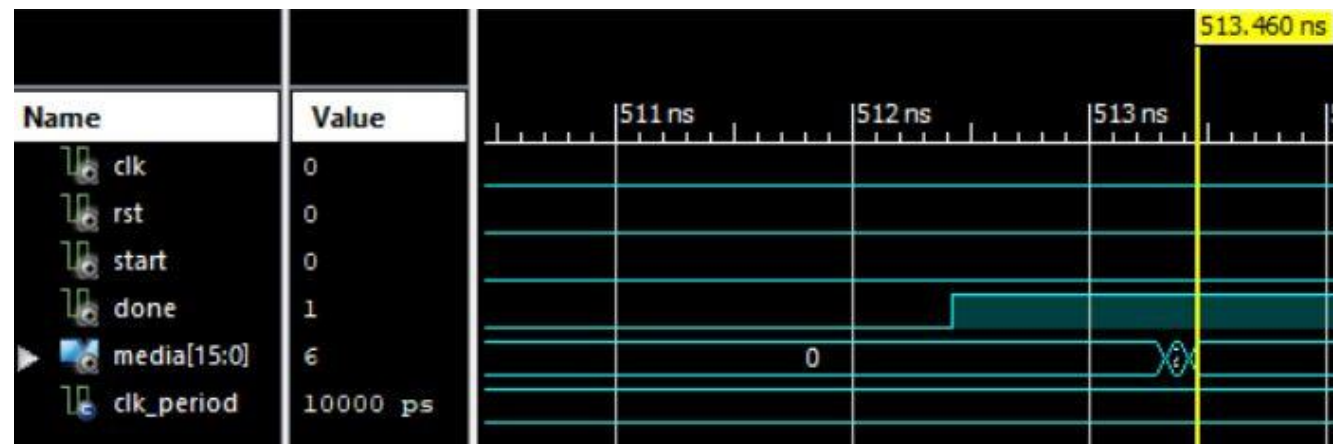 513.460 ns
Name Value 511 ns 512 ns 513 ns
clk 0
rst 0
start 0
done 1
media[15:0] 6 0
clk_period 10000 ps